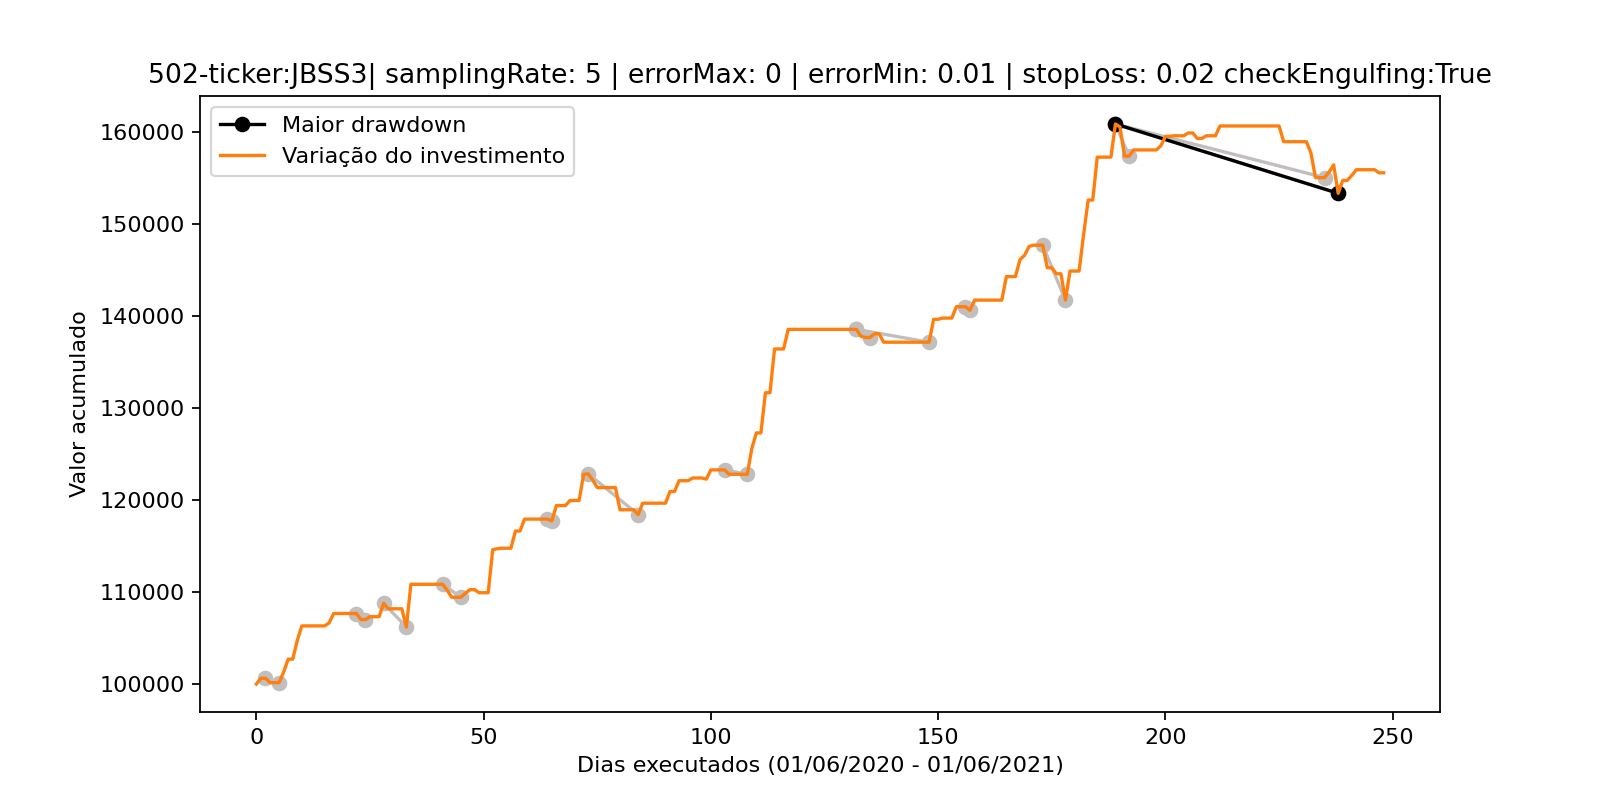 502-ticker:JBSS3| samplingRate: 5 | errorMax: 0 | errorMin: 0.01 | stopLoss: 0.02 checkEngulfing:True
Maior drawdown
Variação do investimento
Valor acumulado
160000
150000
140000
130000
120000
110000
100000
0 50 100 150 200 250
Dias executados (01/06/2020 - 01/06/2021)